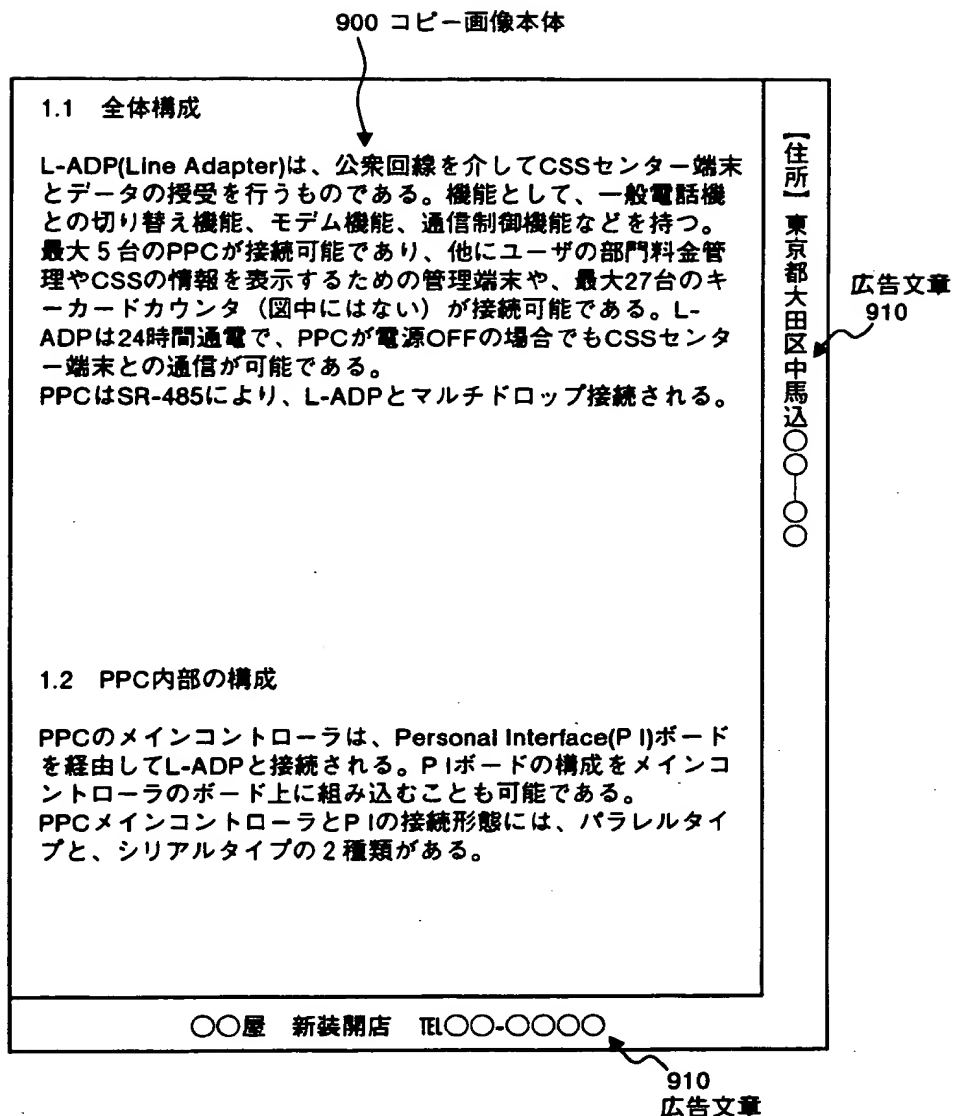 900 コピー画像本体
1.1 全体構成
L-ADP(Line Adapter)は、公衆回線を介してCSSセンター端末
とデータの授受を行うものである。機能として、一般電話機
との切り替え機能、モデム機能、通信制御機能などを持つ。
最大5台のPPCが接続可能であり、他にユーザの部門料金管
理やCSSの情報を表示するための管理端末や、最大27台のキ
ーカードカウンタ（図中にはない）が接続可能である。L-
ADPは24時間通電で、PPCが電源OFFの場合でもCSSセンタ
ー端末との通信が可能である。
PPCはSR-485により、L-ADPとマルチドロップ接続される。
1.2 PPC内部の構成
PPCのメインコントローラは、Personal Interface(P I)ボード
を経由してL-ADPと接続される。P Iボードの構成をメインコ
ントローラのボード上に組み込むことも可能である。
PPCメインコントローラとP Iの接続形態には、パラレルタイ
プと、シリアルタイプの2種類がある。
【住所】東京都大田区中馬込○○—○○
広告文章
910
○○屋 新装開店 TEL○○-○○○○
910
広告文章